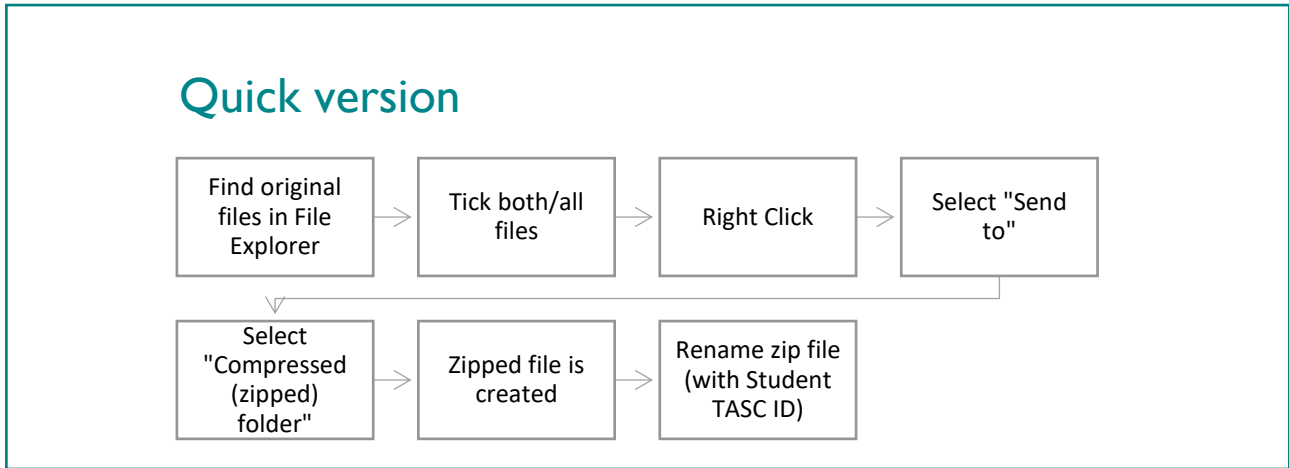 Quick version
Find original
files in File
Explorer
Tick both/all
files
Right Click
Select "Send
to"
Select
"Compressed
(zipped)
folder"
Zipped file is
created
Rename zip file
(with Student
TASC ID)